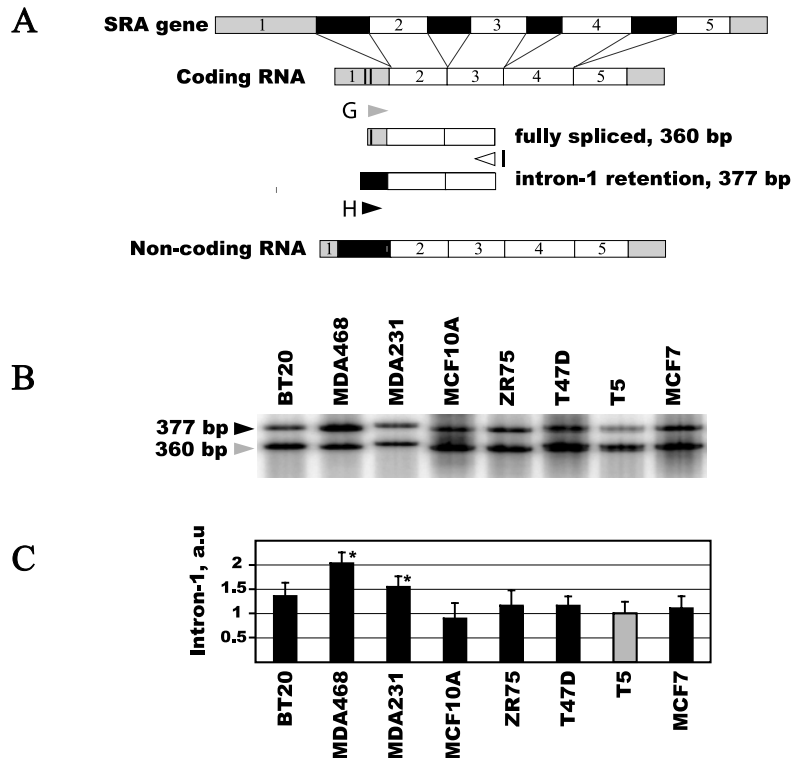 A
SRA gene 1 2 3 4 5
Coding RNA 1 2 3 4 5
G
fully spliced, 360 bp
I
intron-1 retention, 377 bp
H
Non-coding RNA 1 2 3 4 5
B
BT20 MDA468 MDA231 MCF10A ZR75 T47D T5 MCF7
377 bp
360 bp
C
Intron-1, a.u
2
1.5
1
0.5
* *
BT20 MDA468 MDA231 MCF10A ZR75 T47D T5 MCF7